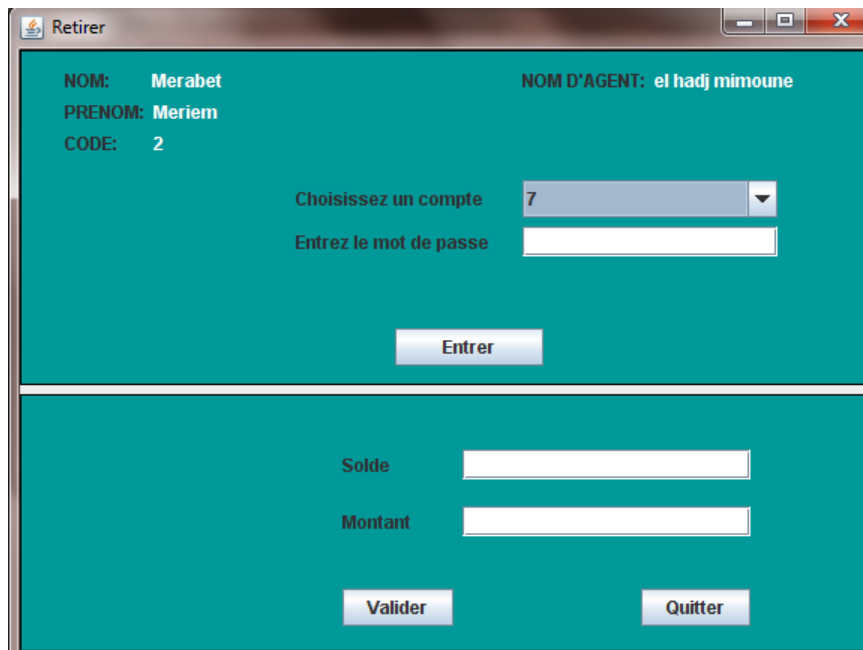 Retirer
NOM: Merabet NOM D'AGENT: el hadj mimoune
PRENOM: Meriem
CODE: 2
Choisissez un compte 7
Entrez le mot de passe
Entrer
Solde
Montant
Valider Quitter